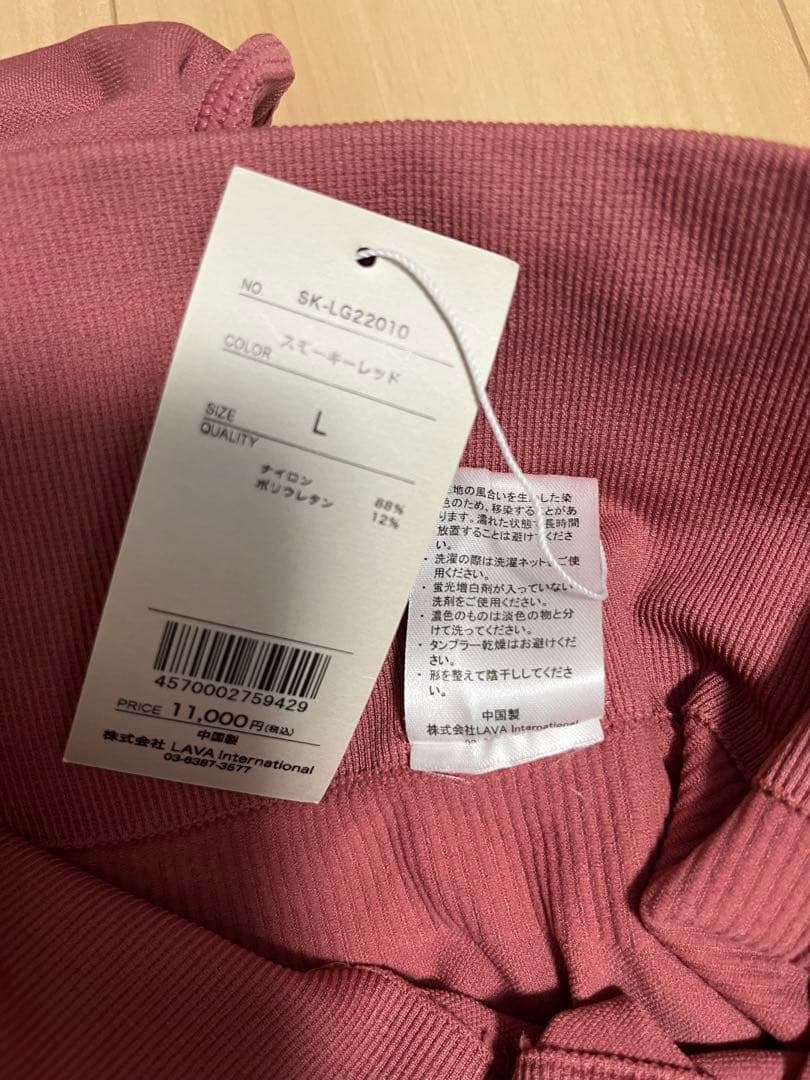 NO SK-LG22010
COLOR スモーキーレッド
SIZE L
QUALITY
ナイロン 88%
ポリウレタン 12%
4570002759429
PRICE 11,000円(税込)
中国製
株式会社 LAVA International
03-6387-3577
地の風合いを生かした染
色のため、移染することがあ
ります。濡れた状態で長時間
放置することは避けてくださ
い。
・洗濯の際は洗濯ネットをご使
用ください。
・蛍光増白剤が入っていない
洗剤をご使用ください。
・濃色のものは淡色の物と分
けて洗ってください。
・タンブラー乾燥はお避けくだ
さい。
・形を整えて陰干ししてくださ
い。
中国製
株式会社LAVA International